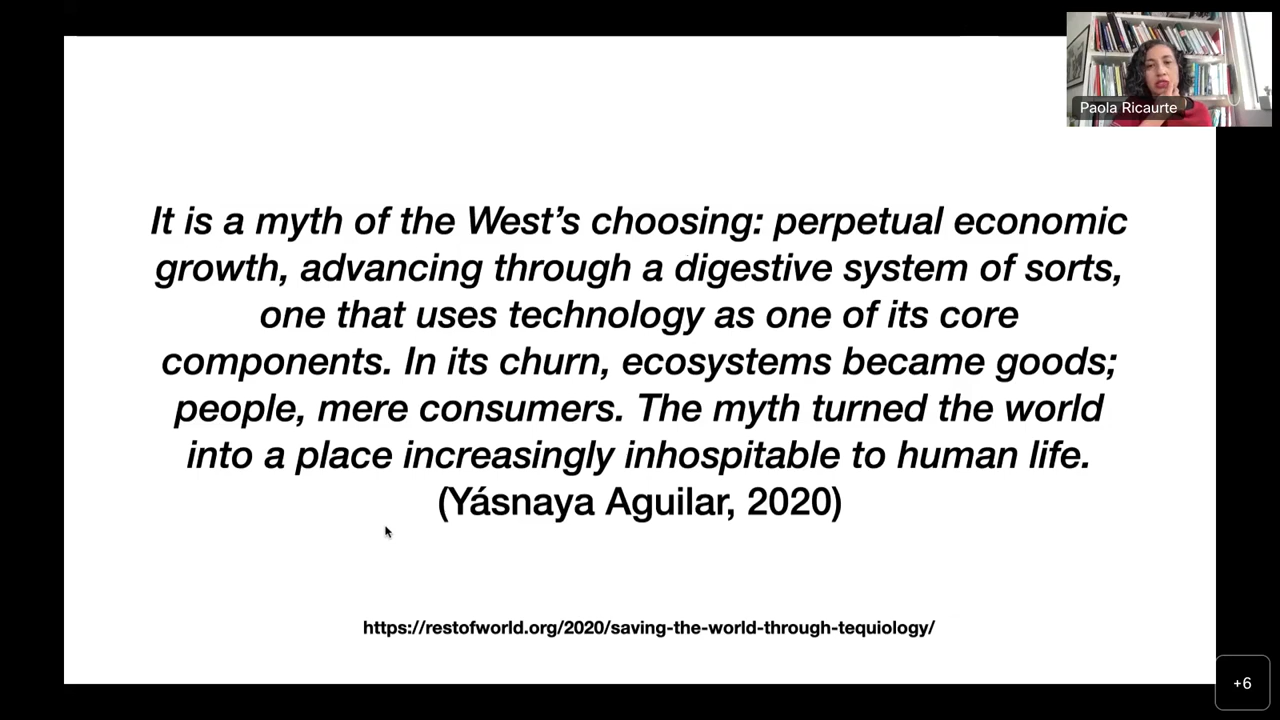 Paola Ricaurte
It is a myth of the West’s choosing: perpetual economic
growth, advancing through a digestive system of sorts,
one that uses technology as one of its core
components. In its churn, ecosystems became goods;
people, mere consumers. The myth turned the world
into a place increasingly inhospitable to human life.
(Yásnaya Aguilar, 2020)
https://restofworld.org/2020/saving-the-world-through-tequiology/
+6